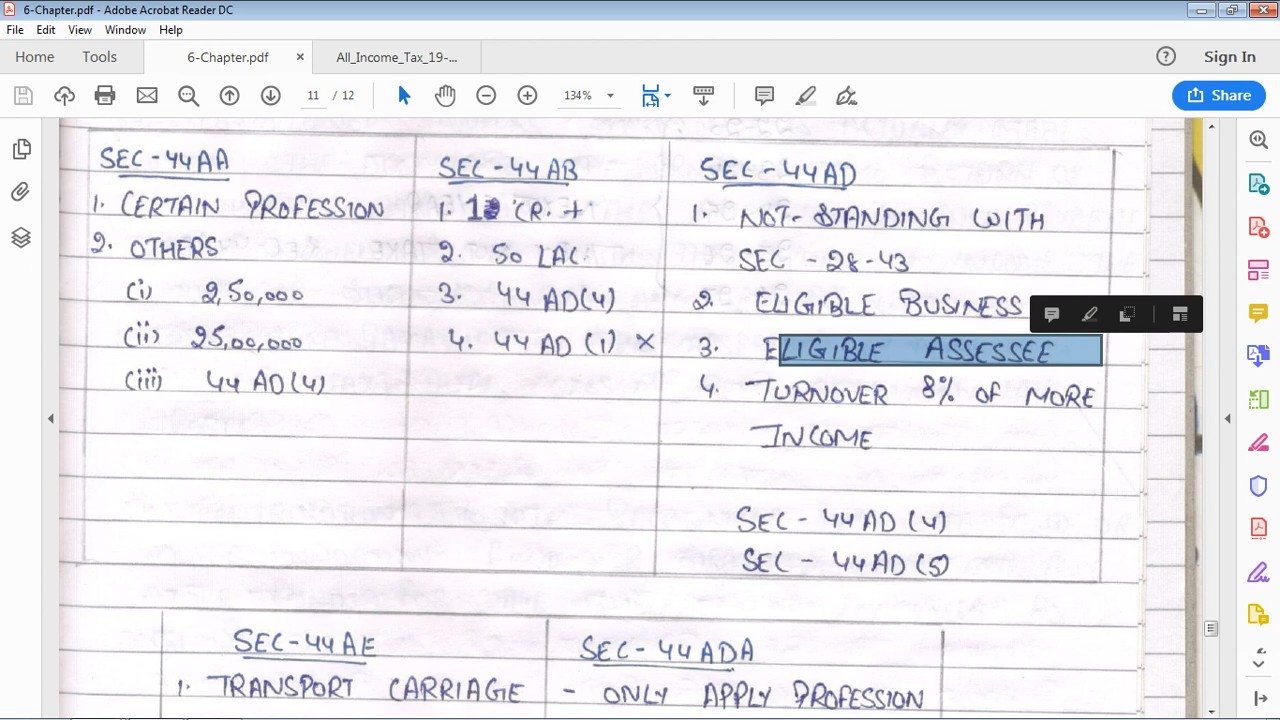 6-Chapter.pdf - Adobe Acrobat Reader DC
File Edit View Window Help
Home Tools 6-Chapter.pdf × All_Income_Tax_19-... Sign In
11 / 12 134% Share
SEC-44AA
1. CERTAIN PROFESSION
2. OTHERS
(i) 2,50,000
(ii) 25,00,000
(iii) 44 AD(4)
SEC-44AB
1. 1 CR. +
2. 50 LAC.
3. 44 AD(4)
4. 44 AD (1) ×
SEC-44AD
1. NOT-STANDING WITH
SEC - 28-43
2. ELIGIBLE BUSINESS
3. ELIGIBLE ASSESSEE
4. TURNOVER 8% OF MORE
INCOME
SEC - 44AD (4)
SEC - 44AD (5)
SEC-44AE
1. TRANSPORT CARRIAGE
SEC-44ADA
- ONLY APPLY PROFESSION